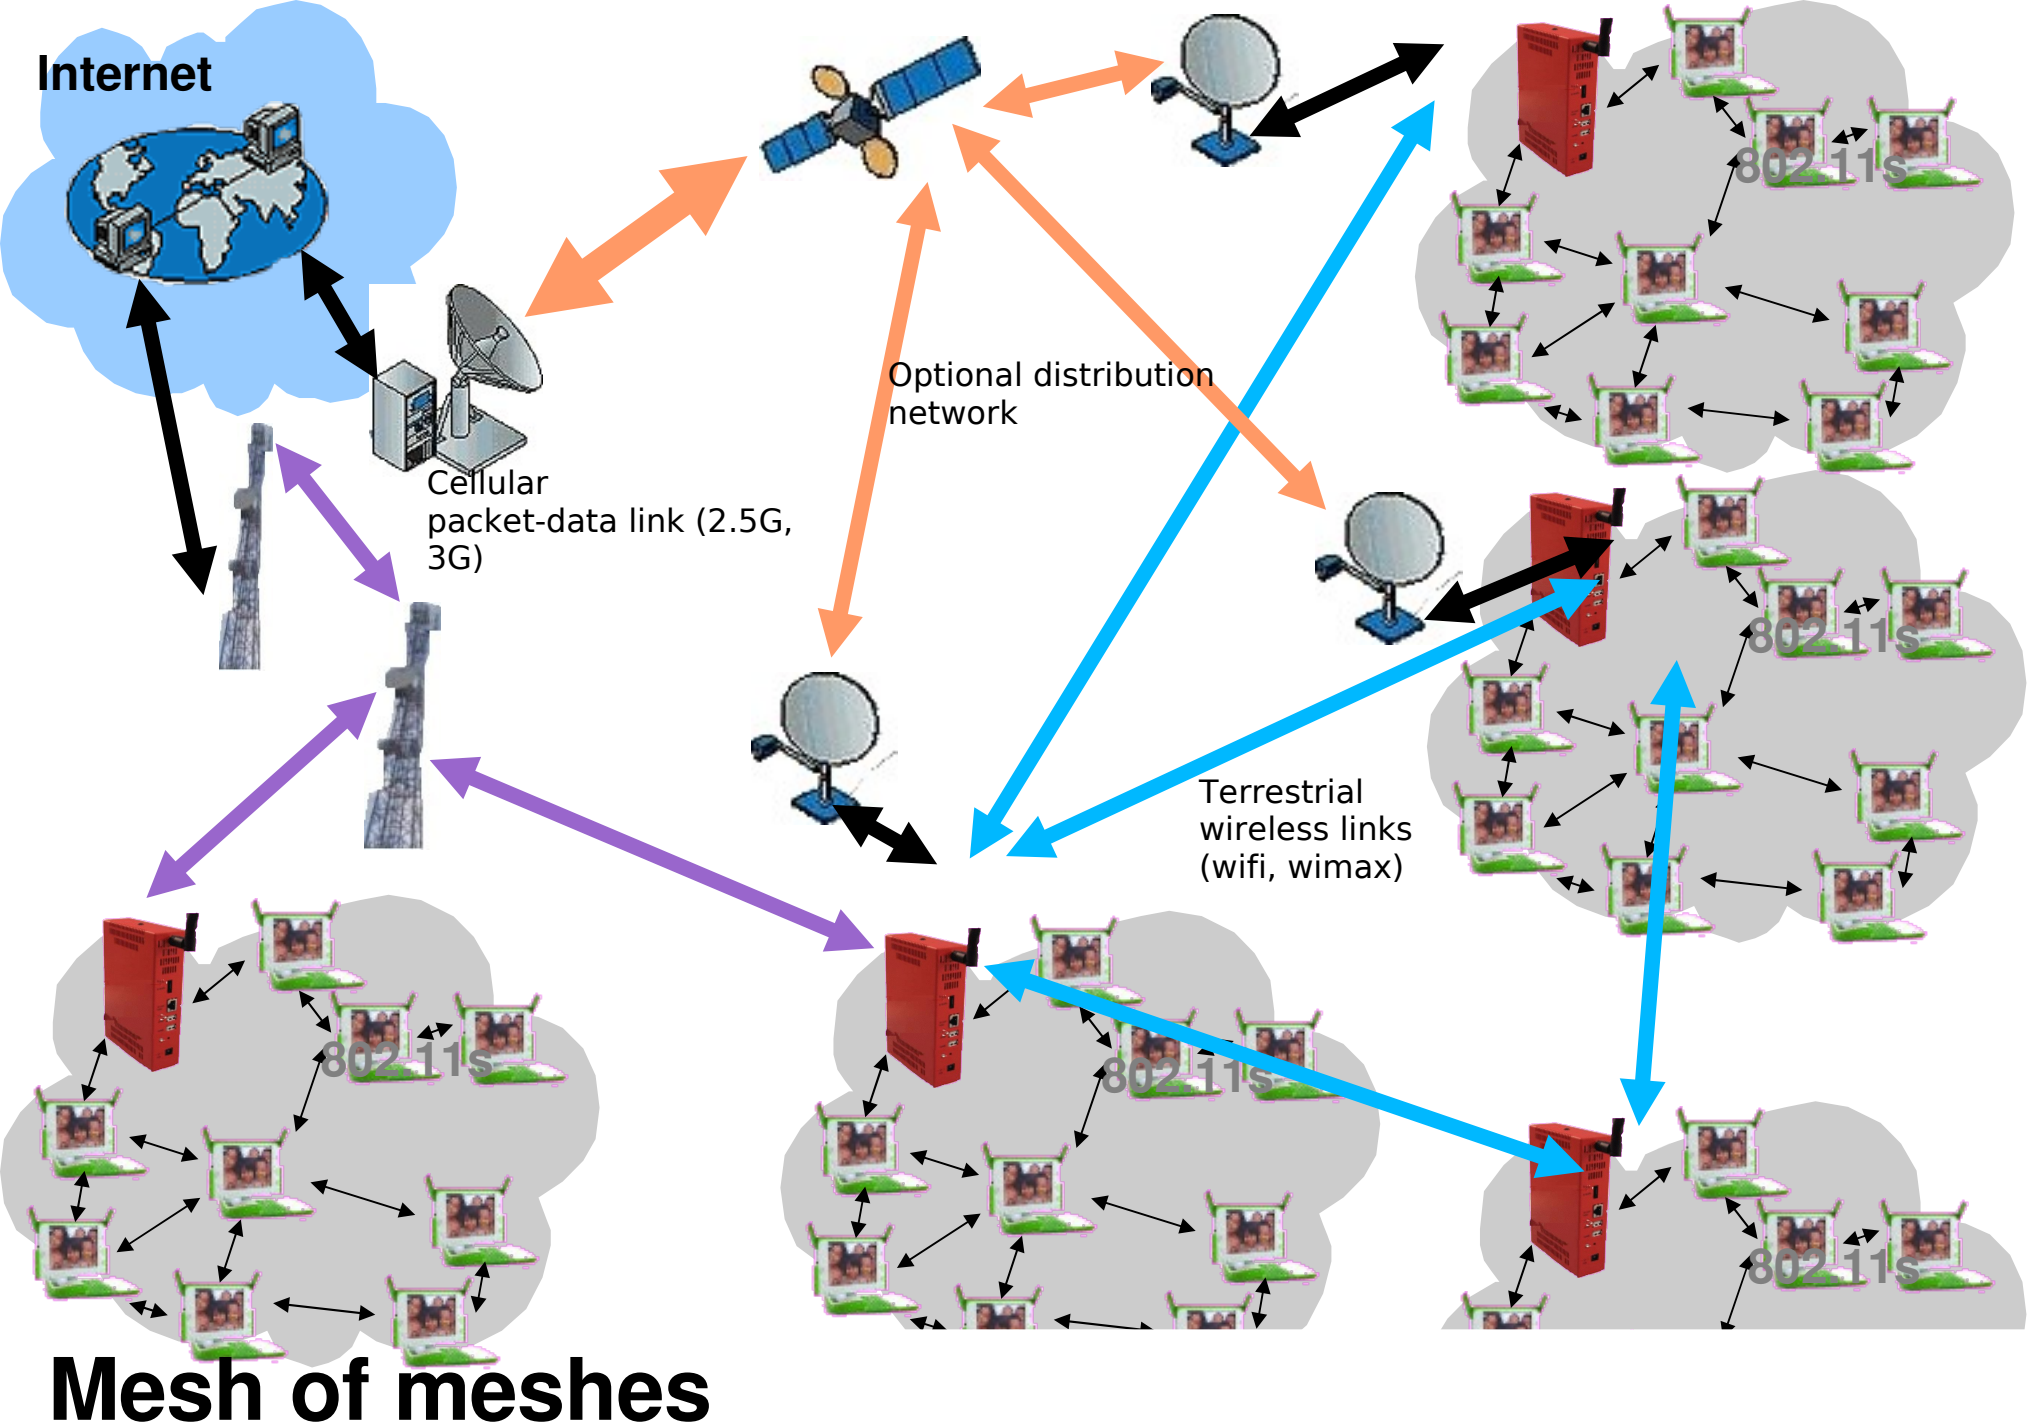 Internet
802.11s
Optional distribution
network
Cellular
packet-data link (2.5G,
3G)
802.11s
Terrestrial
wireless links
(wifi, wimax)
802.11s
802.11s
802.11s
Mesh of meshes